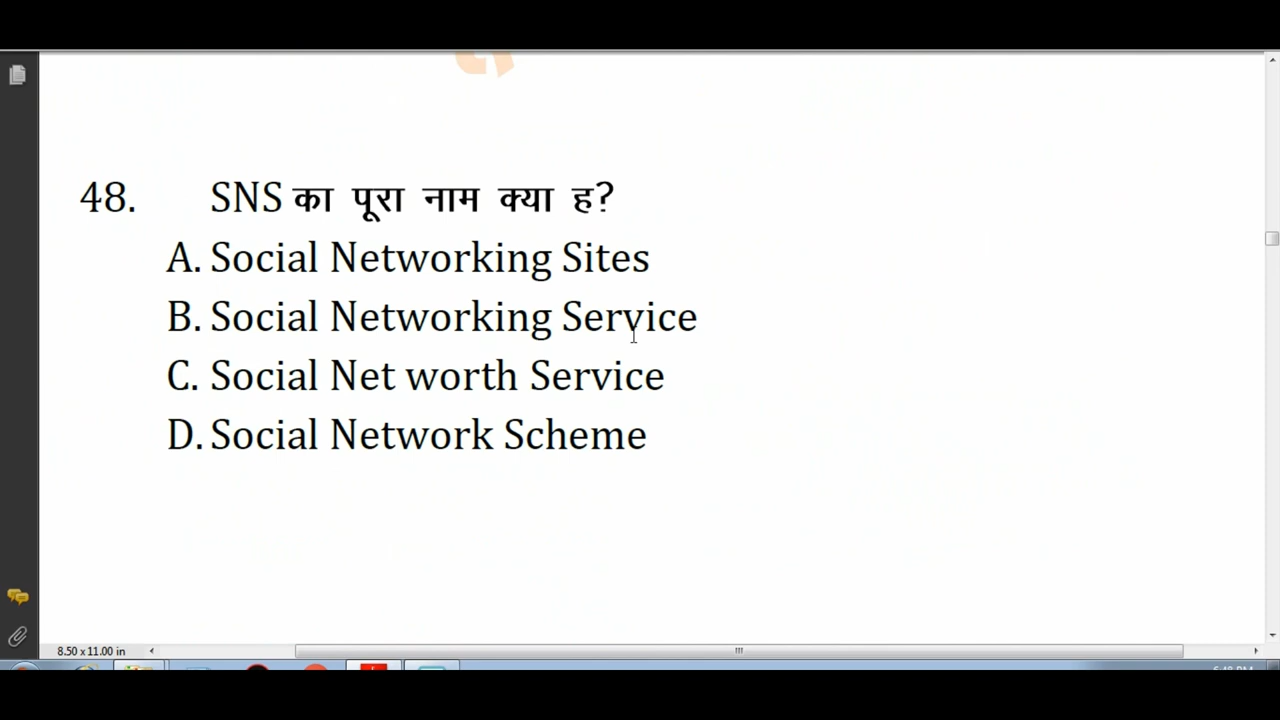 48. SNS का पूरा नाम क्या ह?
A. Social Networking Sites
B. Social Networking Service
C. Social Net worth Service
D. Social Network Scheme
8.50 x 11.00 in